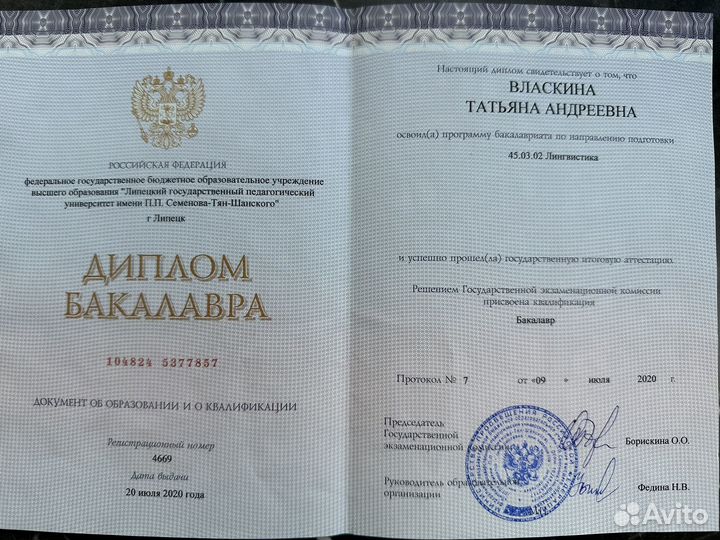 РОССИЙСКАЯ ФЕДЕРАЦИЯ
федеральное государственное бюджетное образовательное учреждение
высшего образования "Липецкий государственный педагогический
университет имени П.П. Семенова-Тян-Шанского"
г Липецк
ДИПЛОМ
БАКАЛАВРА
104824 5377857
ДОКУМЕНТ ОБ ОБРАЗОВАНИИ И О КВАЛИФИКАЦИИ
Регистрационный номер
4669
Дата выдачи
20 июля 2020 года
Настоящий диплом свидетельствует о том, что
ВЛАСКИНА
ТАТЬЯНА АНДРЕЕВНА
освоил(а) программу бакалавриата по направлению подготовки
45.03.02 Лингвистика
и успешно прошел(ла) государственную итоговую аттестацию
Решением Государственной экзаменационной комиссии
присвоена квалификация
Бакалавр
Протокол № 7 от «09 » июля 2020 г.
Председатель
Государственной
экзаменационной комиссии Борискина О.О.
Руководитель образовательной
организации Федина Н.В.
Avito